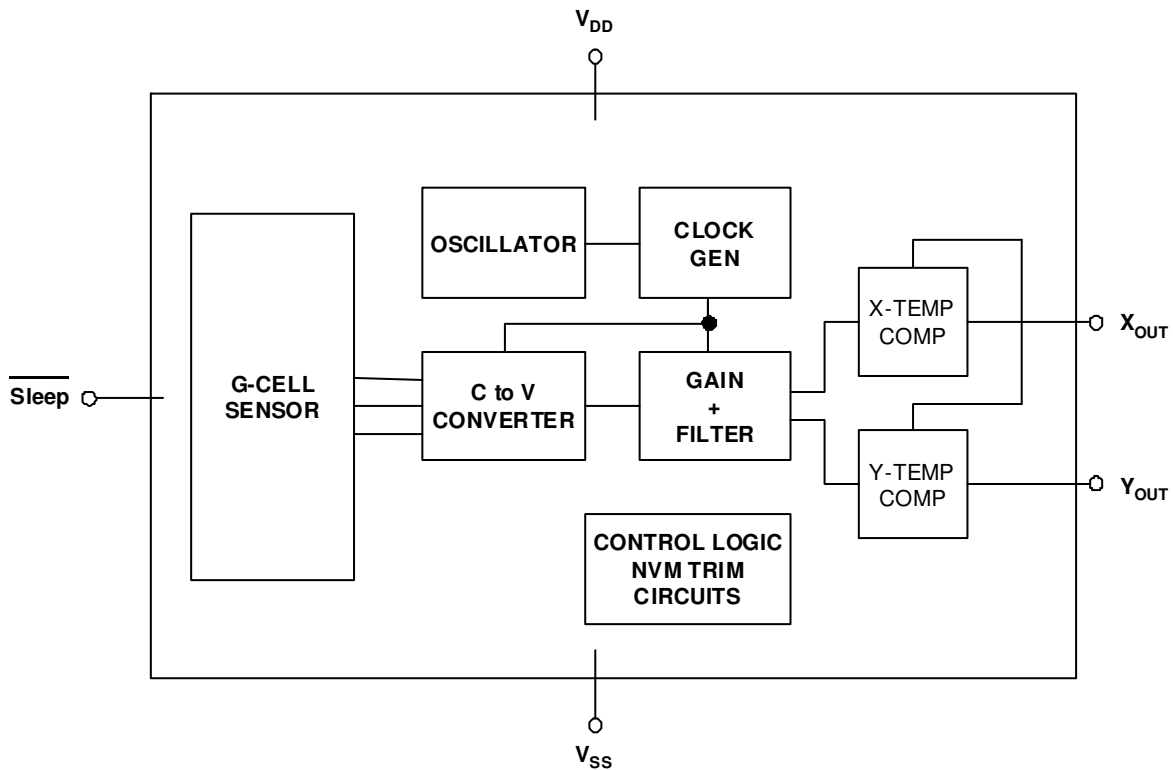 VDD
OSCILLATOR
CLOCK
GEN
G-CELL
SENSOR
X-TEMP
COMP
XOUT
Sleep
C to V
CONVERTER
GAIN
+
FILTER
Y-TEMP
COMP
YOUT
CONTROL LOGIC
NVM TRIM
CIRCUITS
VSS